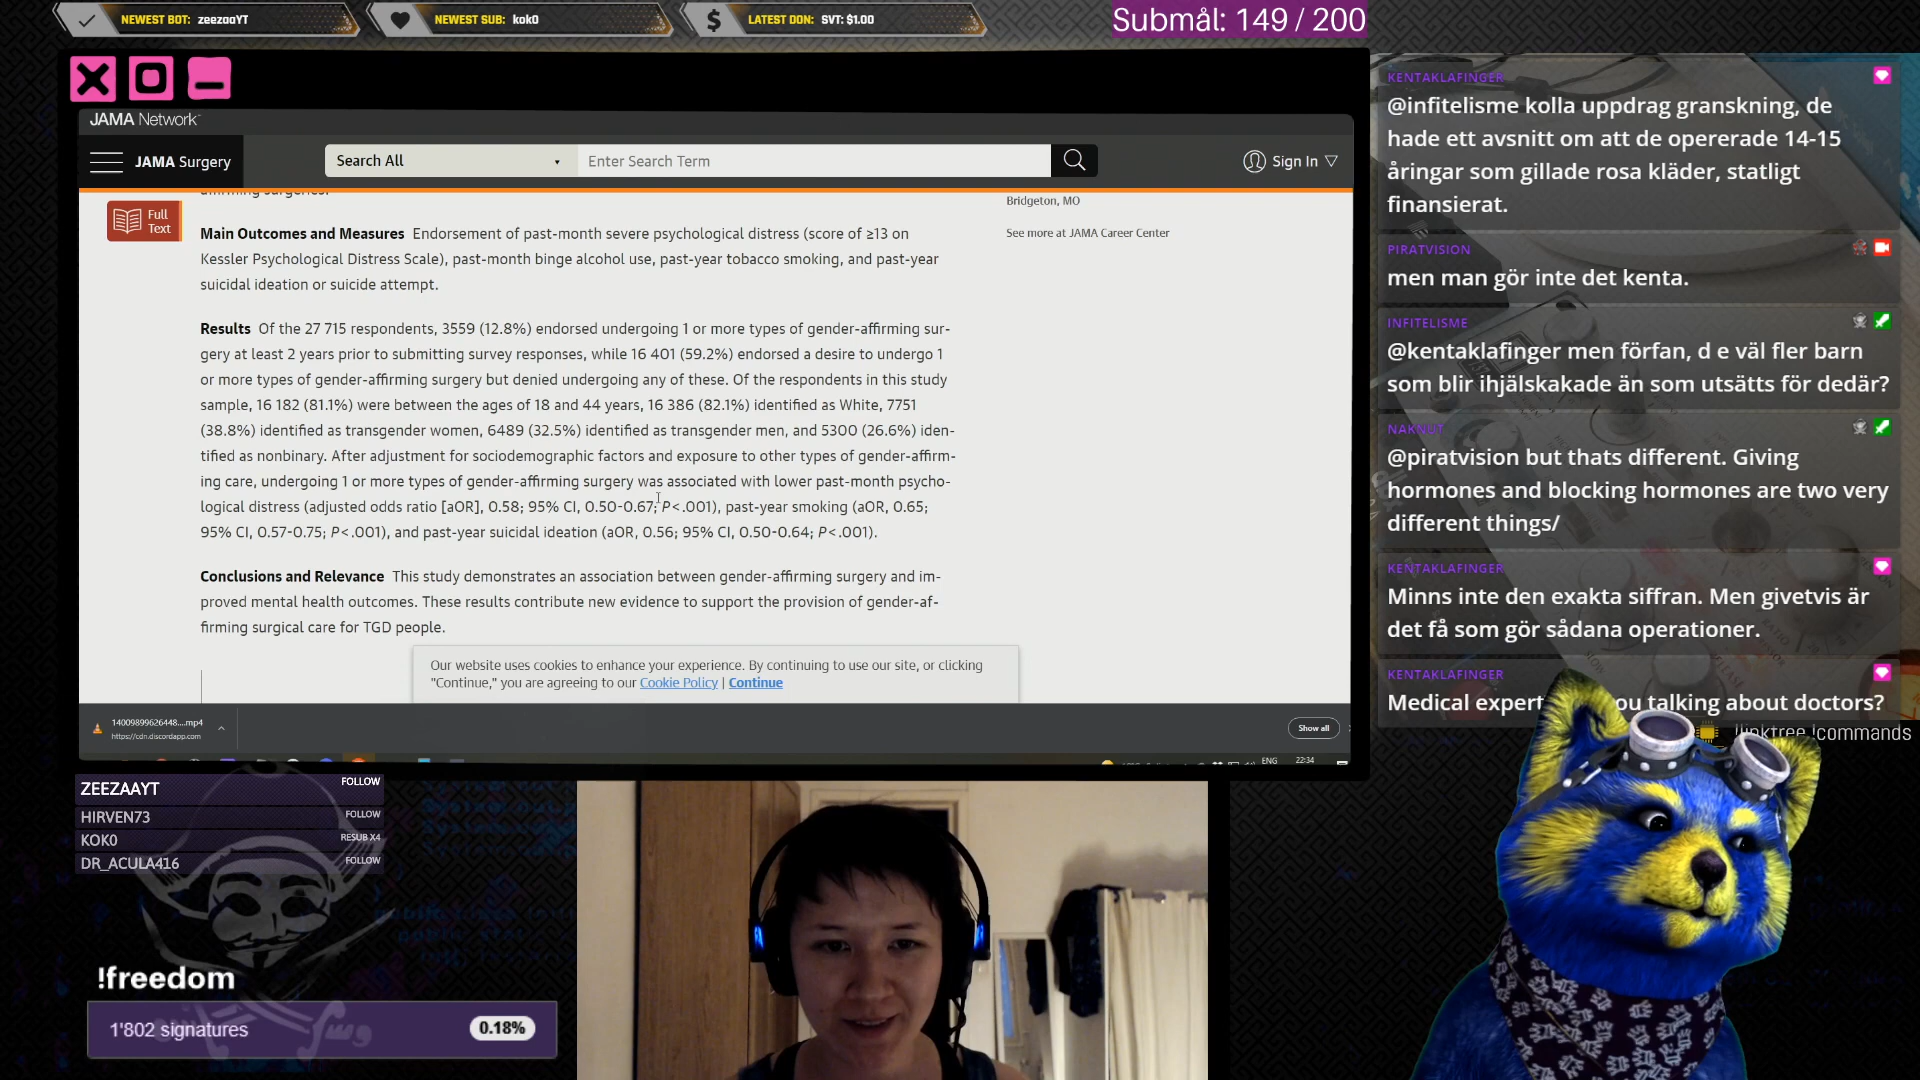 NEWEST BOT: zeezaaYT
NEWEST SUB: kok0
LATEST DON: SVT: $1.00
Submål: 149 / 200
JAMA Network
JAMA Surgery
Search All
Enter Search Term
Sign In
affirming surgeries.
Full
Text
Main Outcomes and Measures Endorsement of past-month severe psychological distress (score of ≥13 on
Kessler Psychological Distress Scale), past-month binge alcohol use, past-year tobacco smoking, and past-year
suicidal ideation or suicide attempt.
Results Of the 27 715 respondents, 3559 (12.8%) endorsed undergoing 1 or more types of gender-affirming sur-
gery at least 2 years prior to submitting survey responses, while 16 401 (59.2%) endorsed a desire to undergo 1
or more types of gender-affirming surgery but denied undergoing any of these. Of the respondents in this study
sample, 16 182 (81.1%) were between the ages of 18 and 44 years, 16 386 (82.1%) identified as White, 7751
(38.8%) identified as transgender women, 6489 (32.5%) identified as transgender men, and 5300 (26.6%) iden-
tified as nonbinary. After adjustment for sociodemographic factors and exposure to other types of gender-affirm-
ing care, undergoing 1 or more types of gender-affirming surgery was associated with lower past-month psycho-
logical distress (adjusted odds ratio [aOR], 0.58; 95% CI, 0.50-0.67; P<.001), past-year smoking (aOR, 0.65;
95% CI, 0.57-0.75; P<.001), and past-year suicidal ideation (aOR, 0.56; 95% CI, 0.50-0.64; P<.001).
Conclusions and Relevance This study demonstrates an association between gender-affirming surgery and im-
proved mental health outcomes. These results contribute new evidence to support the provision of gender-af-
firming surgical care for TGD people.
Bridgeton, MO
See more at JAMA Career Center
Our website uses cookies to enhance your experience. By continuing to use our site, or clicking
"Continue," you are agreeing to our Cookie Policy | Continue
14009899626448....mp4
https://cdn.discordapp.com
Show all
ENG
22:34
KENTAKLAFINGER
@infitelisme kolla uppdrag granskning, de
hade ett avsnitt om att de opererade 14-15
åringar som gillade rosa kläder, statligt
finansierat.
PIRATVISION
men man gör inte det kenta.
INFITELISME
@kentaklafinger men förfan, d e väl fler barn
som blir ihjälskakade än som utsätts för dedär?
NAKNUT
@piratvision but thats different. Giving
hormones and blocking hormones are two very
different things/
KENTAKLAFINGER
Minns inte den exakta siffran. Men givetvis är
det få som gör sådana operationer.
KENTAKLAFINGER
Medical expert ou talking about doctors?
!linktree !commands
ZEEZAAYT FOLLOW
HIRVEN73 FOLLOW
KOK0 RESUB X4
DR_ACULA416 FOLLOW
!freedom
1'802 signatures
0.18%